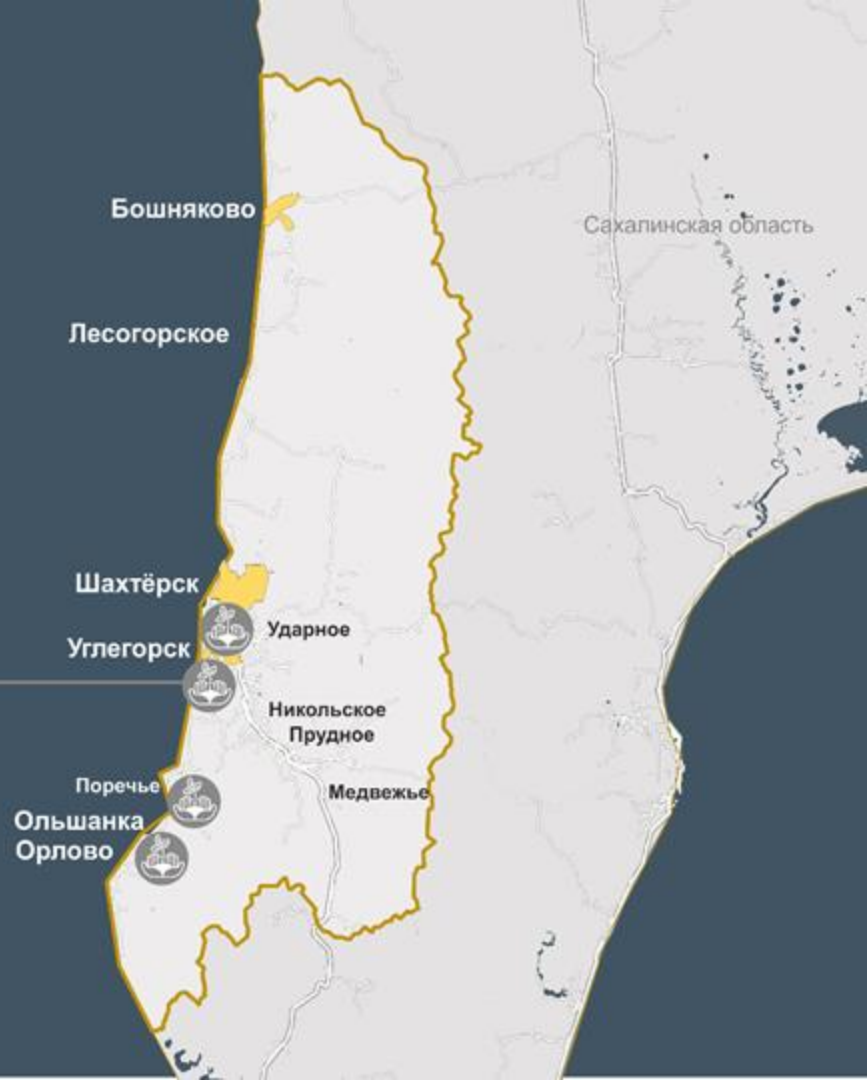 Бошняково
Сахалинская область
Лесогорское
Шахтёрск
Ударное
Углегорск
Никольское
Прудное
Поречье
Медвежье
Ольшанка
Орлово